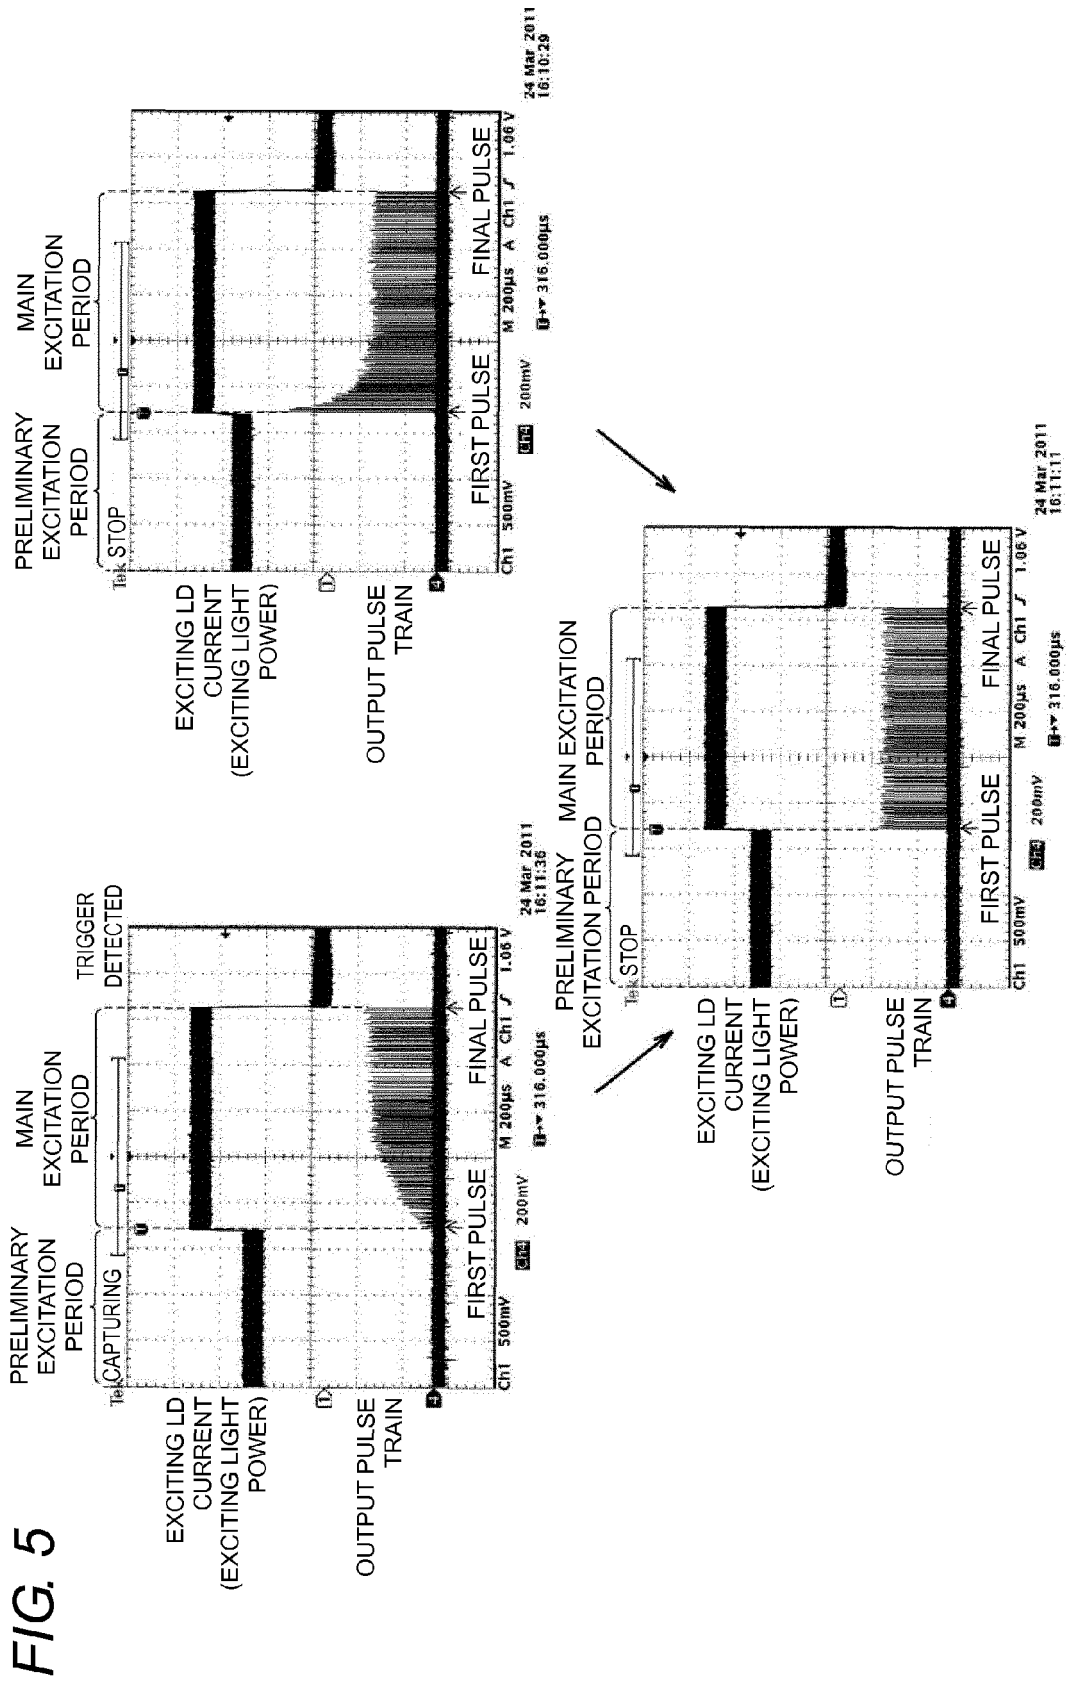 FIG. 5
PRELIMINARY
EXCITATION
PERIOD
MAIN
EXCITATION
PERIOD
TRIGGER
DETECTED
Tek CAPTURING
EXCITING LD
CURRENT
(EXCITING LIGHT
POWER)
1
OUTPUT PULSE
TRAIN
4
FIRST PULSE
FINAL PULSE
Ch1 500mV Ch4 200mV M 200µs A Ch1 1.06 V
316.000µs
24 Mar 2011
16:11:36
PRELIMINARY
EXCITATION
PERIOD
MAIN
EXCITATION
PERIOD
Tek STOP
EXCITING LD
CURRENT
(EXCITING LIGHT
POWER)
1
OUTPUT PULSE
TRAIN
4
FIRST PULSE
FINAL PULSE
Ch1 500mV Ch4 200mV M 200µs A Ch1 1.06 V
316.000µs
24 Mar 2011
16:10:29
PRELIMINARY
EXCITATION PERIOD
MAIN EXCITATION
PERIOD
Tek STOP
EXCITING LD
CURRENT
(EXCITING LIGHT
POWER)
1
OUTPUT PULSE
TRAIN
4
FIRST PULSE
FINAL PULSE
Ch1 500mV Ch4 200mV M 200µs A Ch1 1.06 V
316.000µs
24 Mar 2011
16:11:11